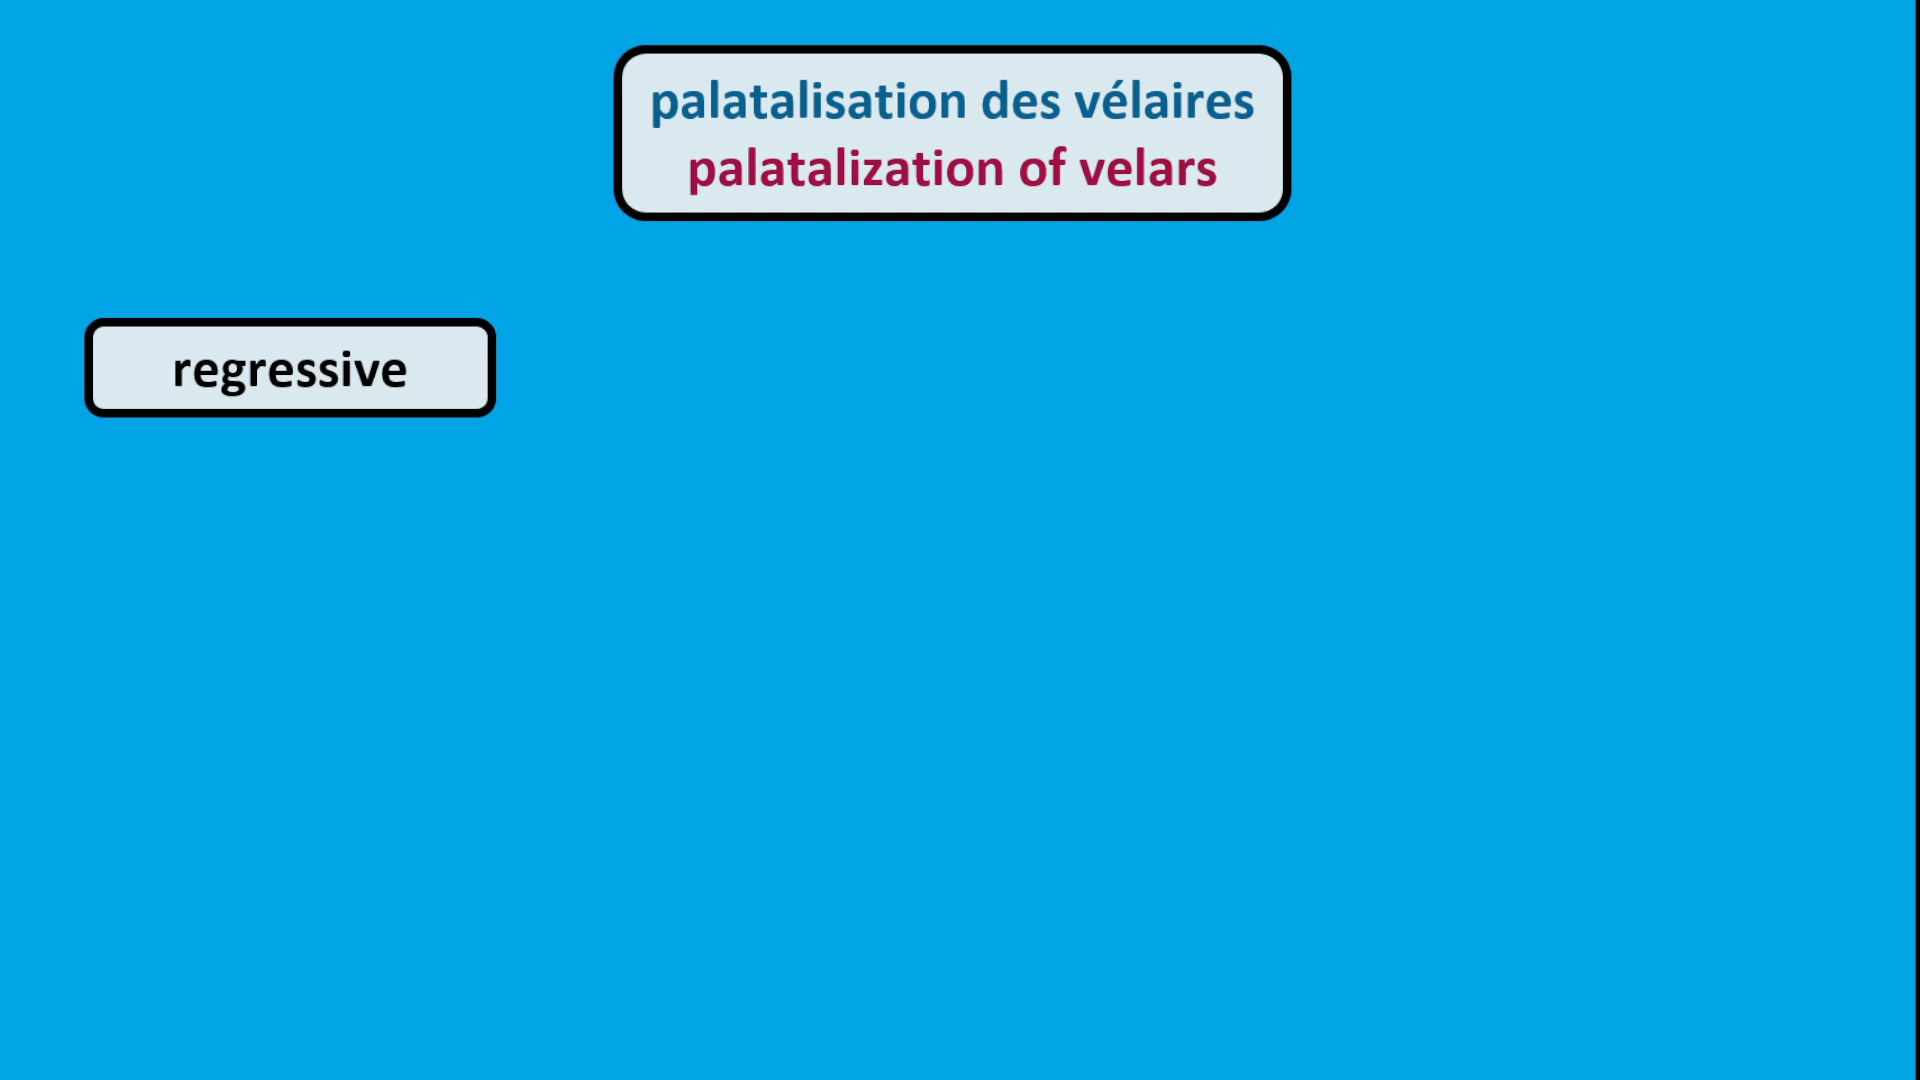 palatalisation des vélaires
palatalization of velars
regressive